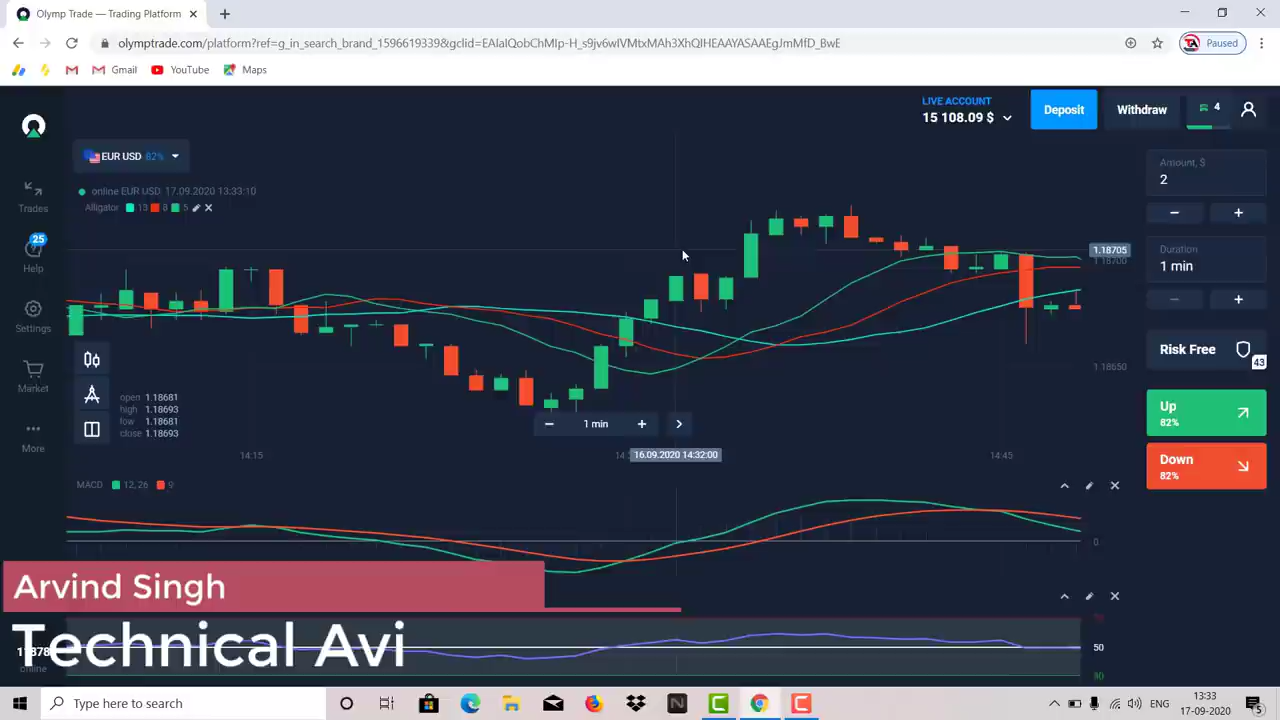 Olymp Trade — Trading Platform
olymptrade.com/platform?ref=g_in_search_brand_1596619339&gclid=EAIaIQobChMIp-H_s9jv6wIVMtxMAh3XhQIHEAAYASAAEgJmMfD_BwE
Paused
Gmail
YouTube
Maps
LIVE ACCOUNT
15 108.09 $
Deposit
Withdraw
4
EUR USD 82%
online EUR USD 17.09.2020 13:33:10
Alligator 13 8 5
Trades
25
Help
Settings
Market
More
Amount, $
2
Duration
1 min
Risk Free
43
Up
82%
Down
82%
1.18705
1.18700
1.18650
open 1.18681
high 1.18693
low 1.18681
close 1.18693
1 min
14:15
16.09.2020 14:32:00
14:45
MACD 12, 26 9
0
50
Arvind Singh
Technical Avi
online
Type here to search
ENG
13:33
17-09-2020
5